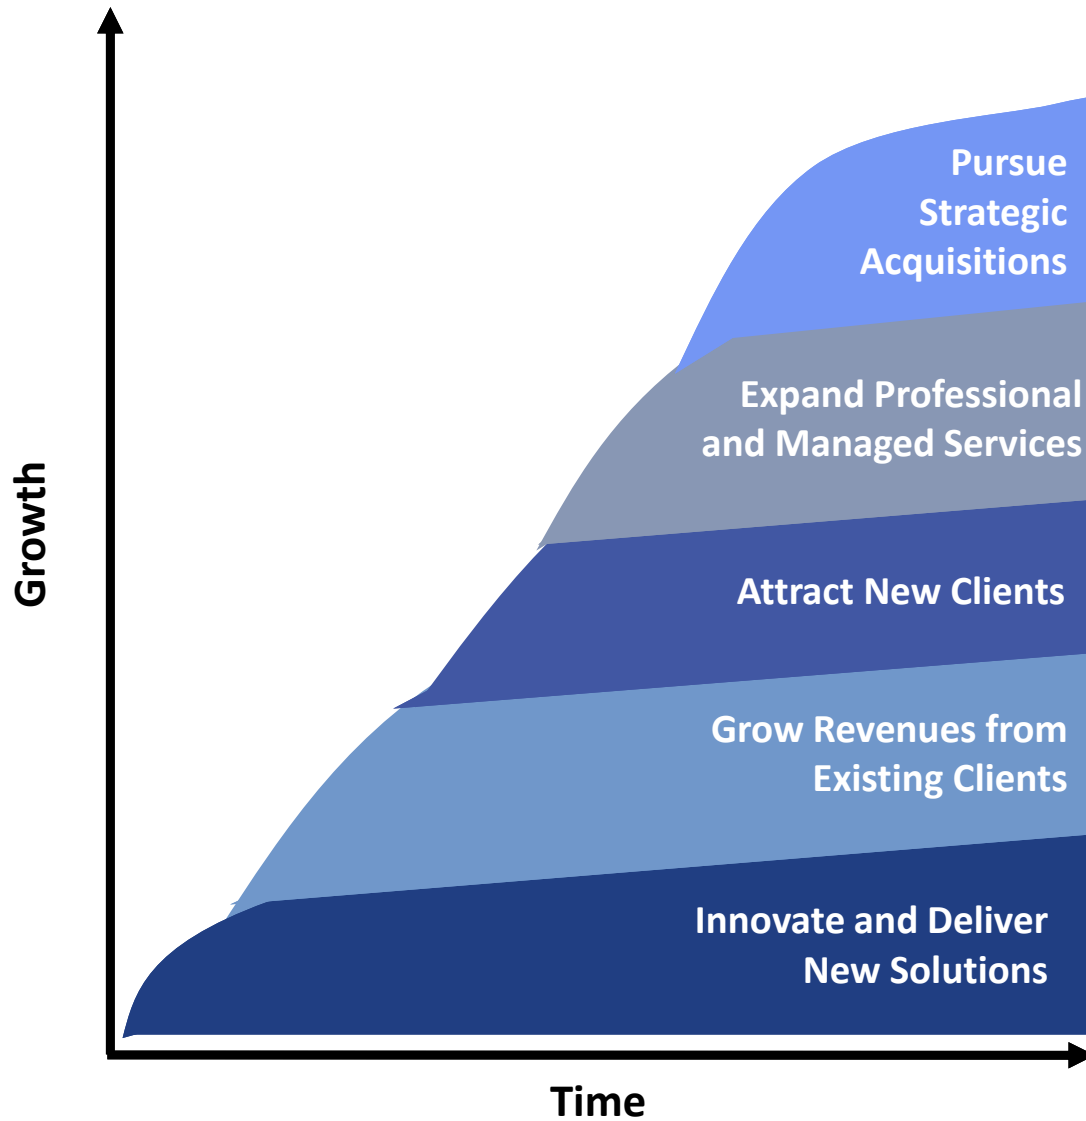 Pursue
Strategic
Acquisitions
Expand Professional
and Managed Services
Attract New Clients
Grow Revenues from
Existing Clients
Innovate and Deliver
New Solutions
Growth
Time